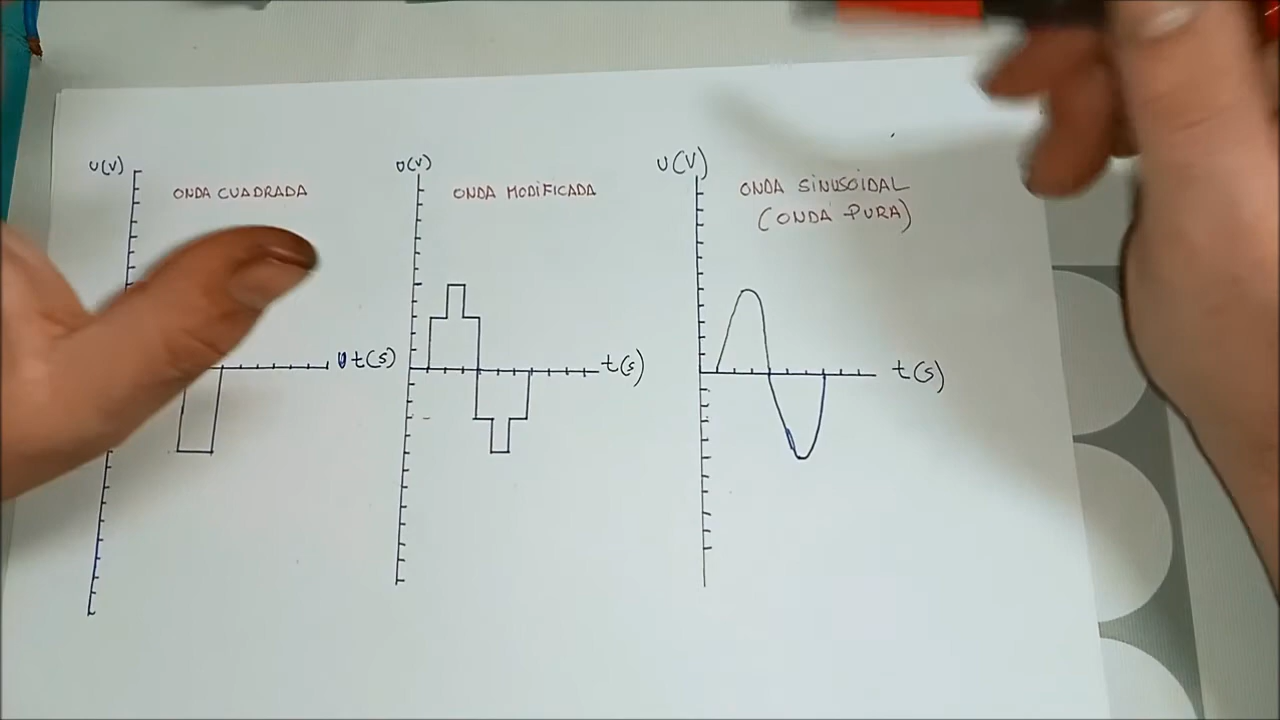 U(V)
ONDA CUADRADA
t(s)
U(V)
ONDA MODIFICADA
t(s)
U(V)
ONDA SINUSOIDAL
(ONDA PURA)
t(s)